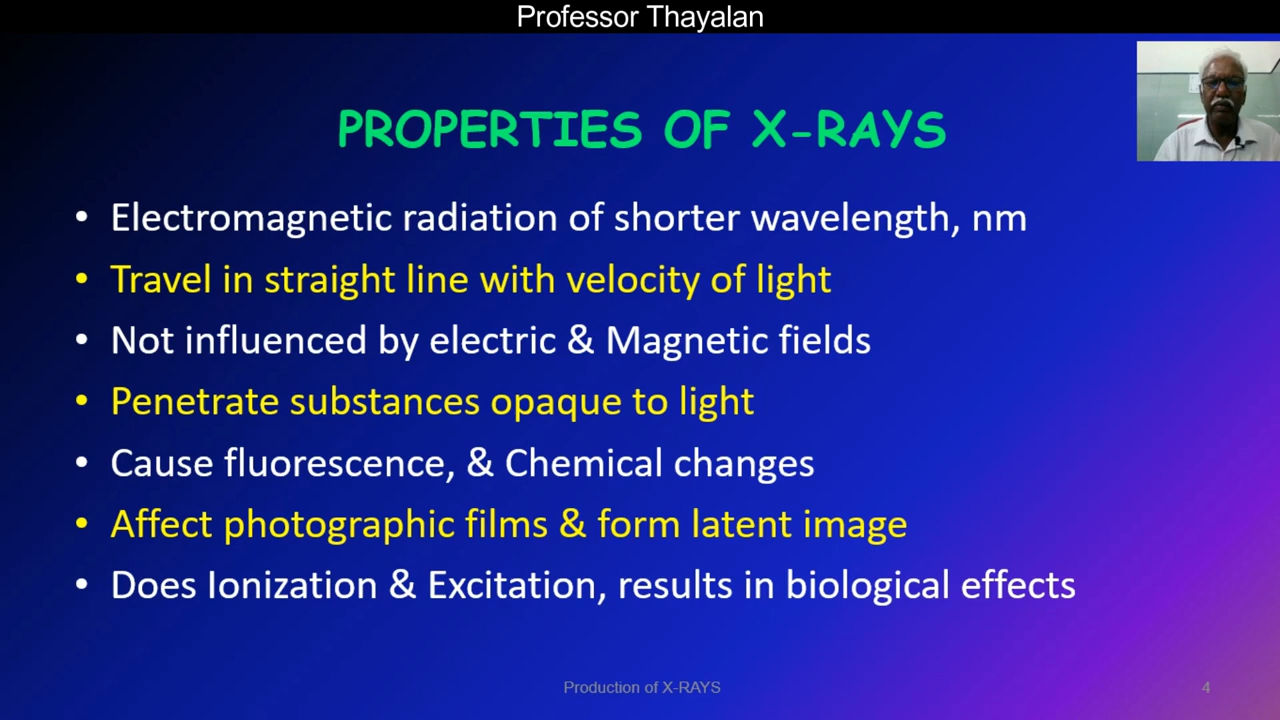 Professor Thayalan
PROPERTIES OF X-RAYS
• Electromagnetic radiation of shorter wavelength, nm
• Travel in straight line with velocity of light
• Not influenced by electric & Magnetic fields
• Penetrate substances opaque to light
• Cause fluorescence, & Chemical changes
• Affect photographic films & form latent image
• Does Ionization & Excitation, results in biological effects
Production of X-RAYS
4